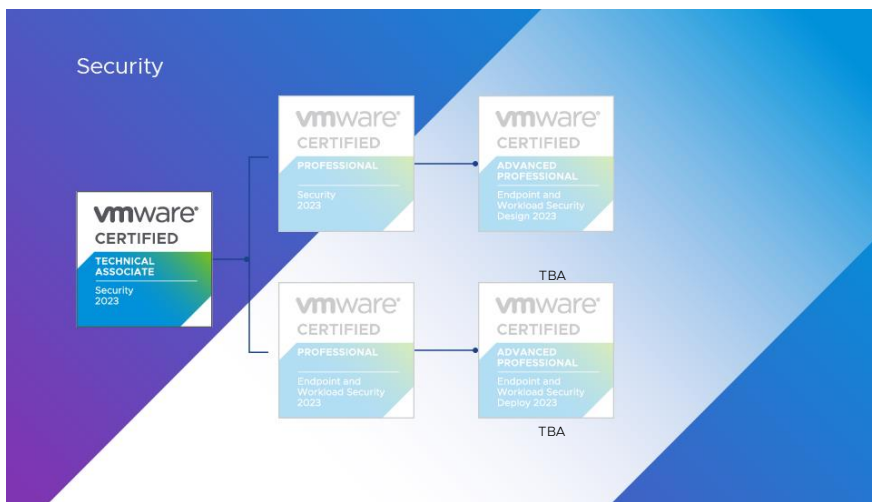 Security
vmware®
CERTIFIED
TECHNICAL
ASSOCIATE
Security
2023
vmware®
CERTIFIED
PROFESSIONAL
Security
2023
vmware®
CERTIFIED
ADVANCED
PROFESSIONAL
Endpoint and
Workload Security
Design 2023
TBA
vmware®
CERTIFIED
PROFESSIONAL
Endpoint and
Workload Security
2023
vmware®
CERTIFIED
ADVANCED
PROFESSIONAL
Endpoint and
Workload Security
Deploy 2023
TBA